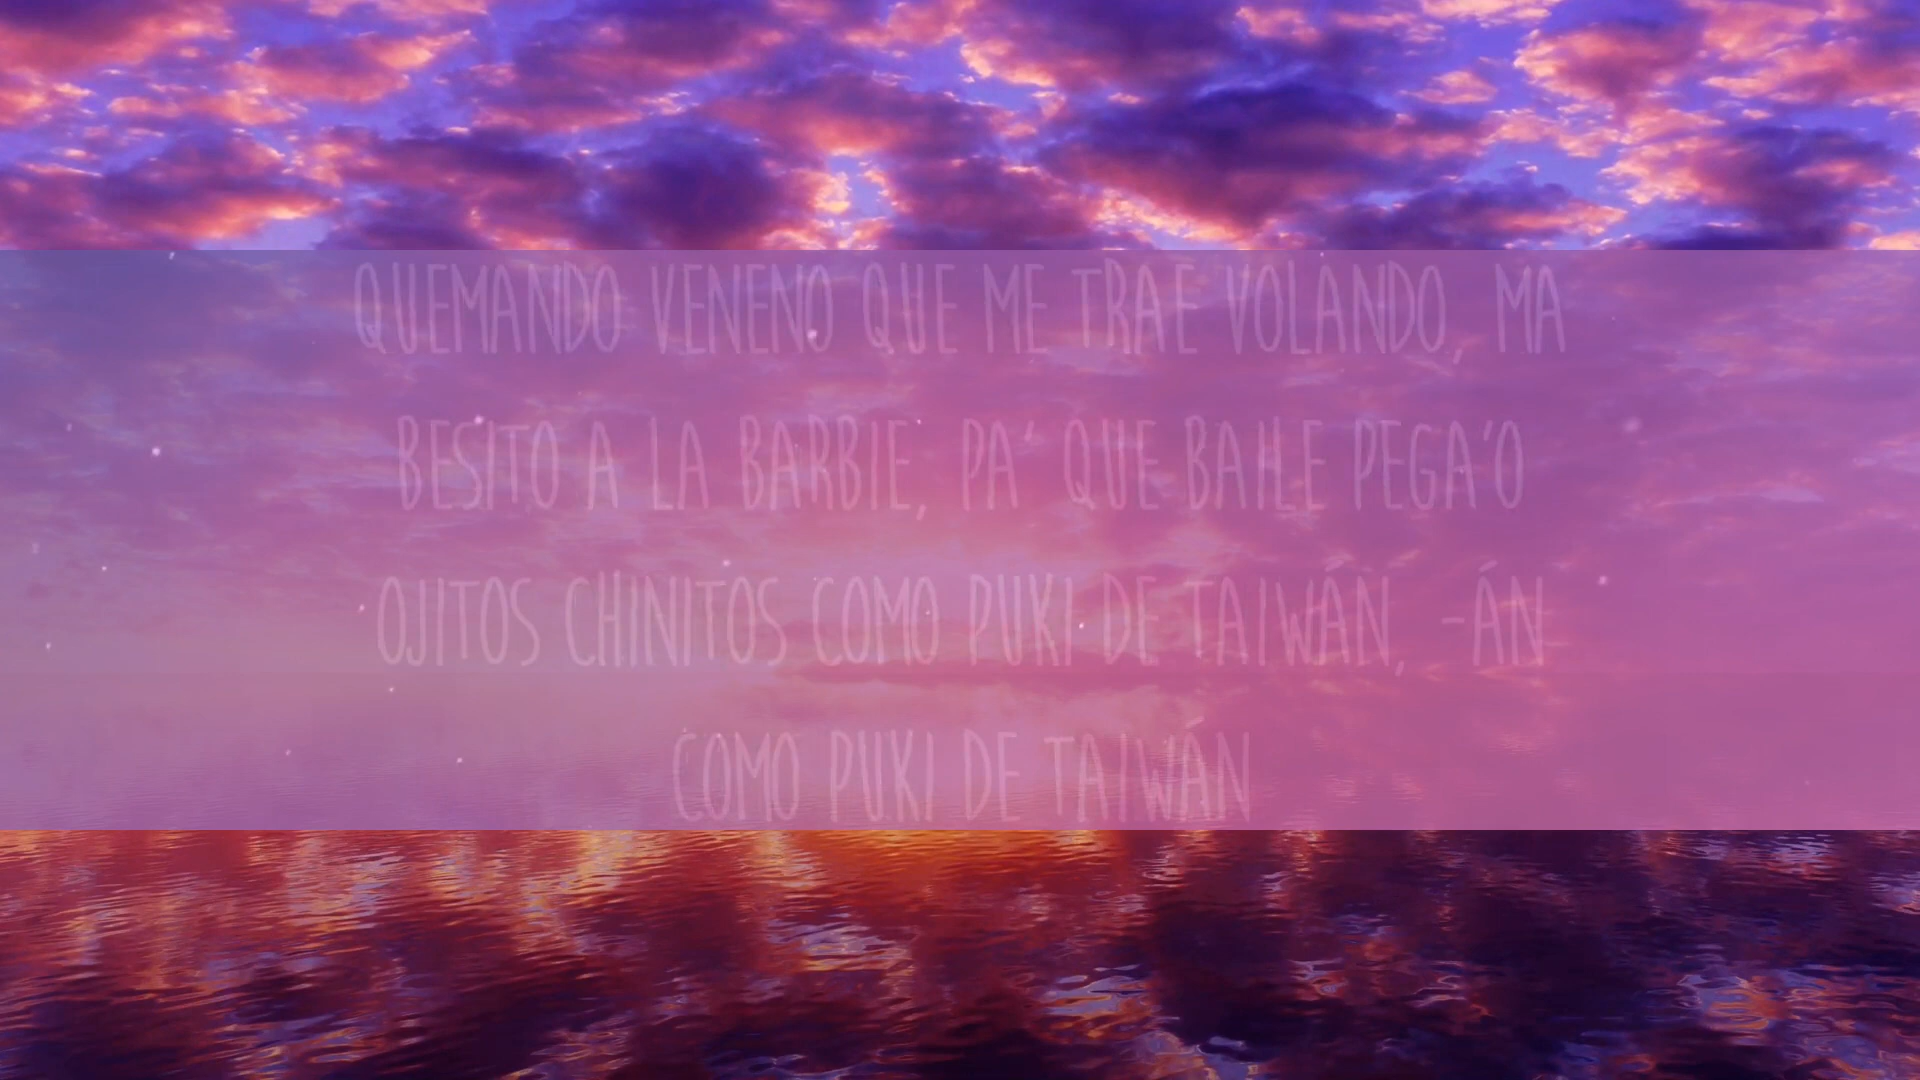 QUEMANDO VENENO QUE ME TRAE VOLANDO, MA
BESITO A LA BARBIE, PA' QUE BAILE PEGA'O
OJITOS CHINITOS COMO PUKI DE TAIWÁN, -ÁN
COMO PUKI DE TAIWÁN